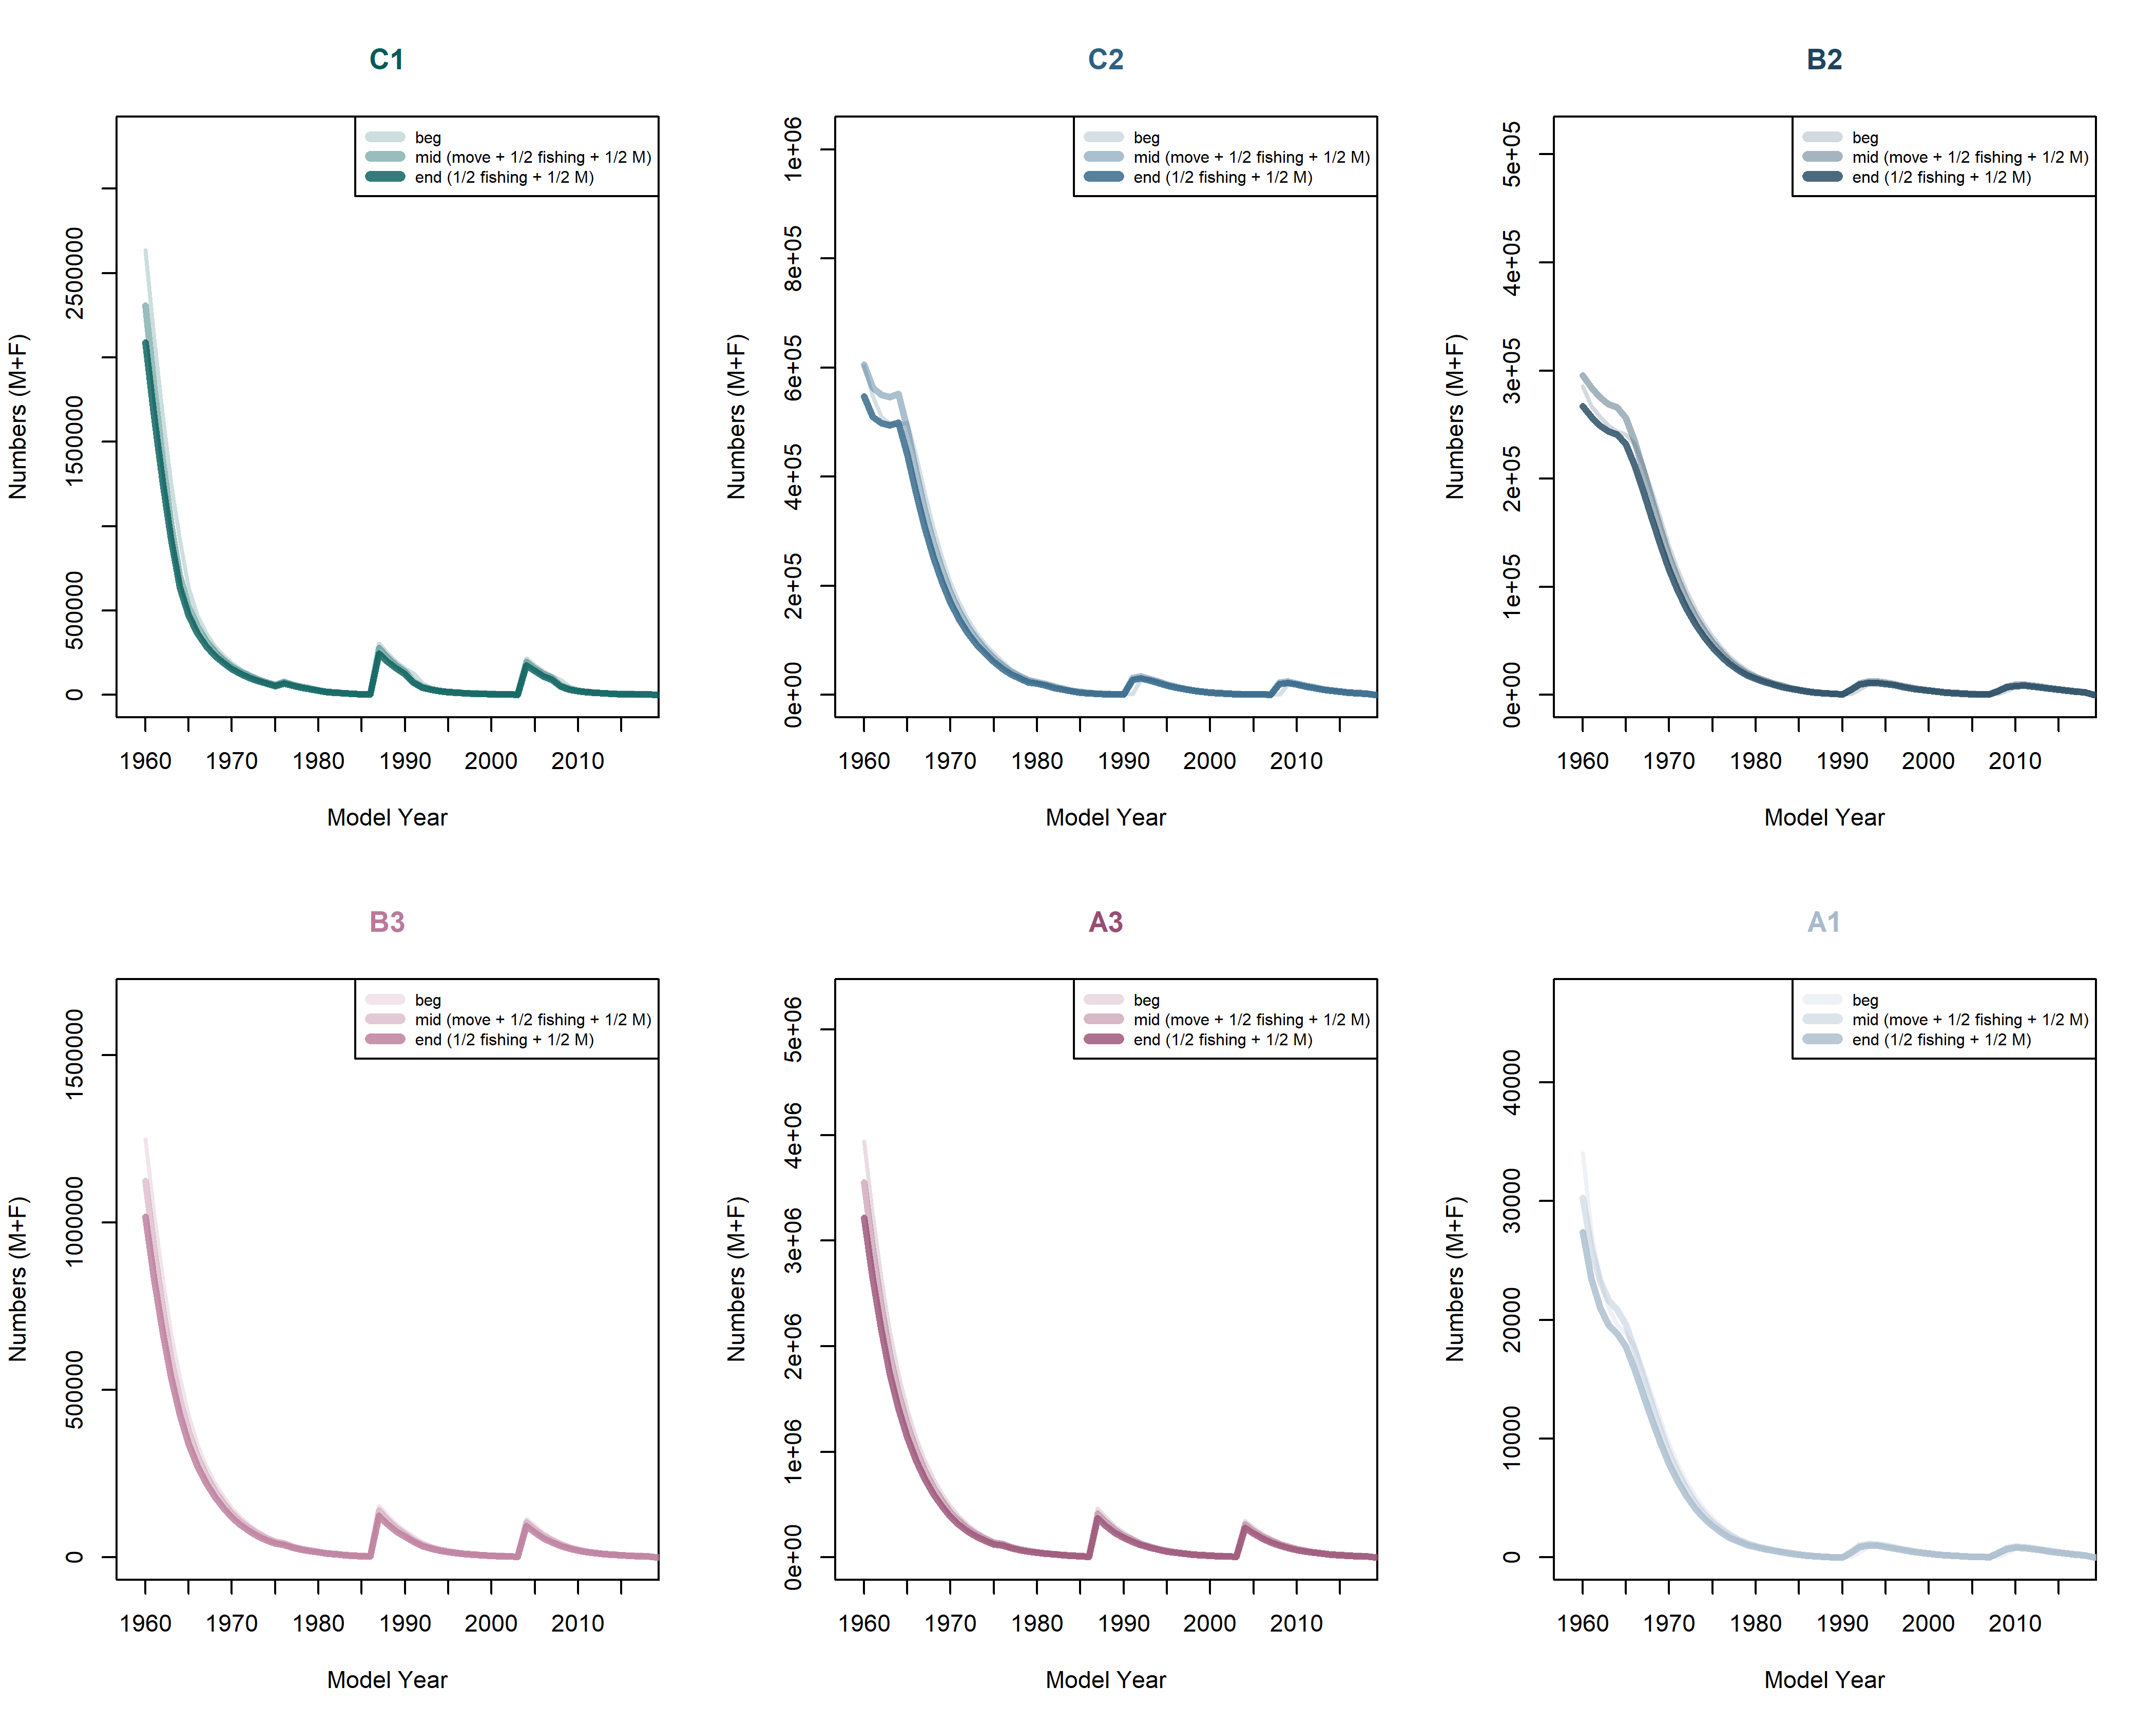 C1
beg
mid (move + 1/2 fishing + 1/2 M)
end (1/2 fishing + 1/2 M)
Numbers (M+F)
2500000
1500000
500000
0
1960 1970 1980 1990 2000 2010
Model Year
C2
beg
mid (move + 1/2 fishing + 1/2 M)
end (1/2 fishing + 1/2 M)
Numbers (M+F)
1e+06
8e+05
6e+05
4e+05
2e+05
0e+00
1960 1970 1980 1990 2000 2010
Model Year
B2
beg
mid (move + 1/2 fishing + 1/2 M)
end (1/2 fishing + 1/2 M)
Numbers (M+F)
5e+05
4e+05
3e+05
2e+05
1e+05
0e+00
1960 1970 1980 1990 2000 2010
Model Year
B3
beg
mid (move + 1/2 fishing + 1/2 M)
end (1/2 fishing + 1/2 M)
Numbers (M+F)
1500000
1000000
500000
0
1960 1970 1980 1990 2000 2010
Model Year
A3
beg
mid (move + 1/2 fishing + 1/2 M)
end (1/2 fishing + 1/2 M)
Numbers (M+F)
5e+06
4e+06
3e+06
2e+06
1e+06
0e+00
1960 1970 1980 1990 2000 2010
Model Year
A1
beg
mid (move + 1/2 fishing + 1/2 M)
end (1/2 fishing + 1/2 M)
Numbers (M+F)
40000
30000
20000
10000
0
1960 1970 1980 1990 2000 2010
Model Year